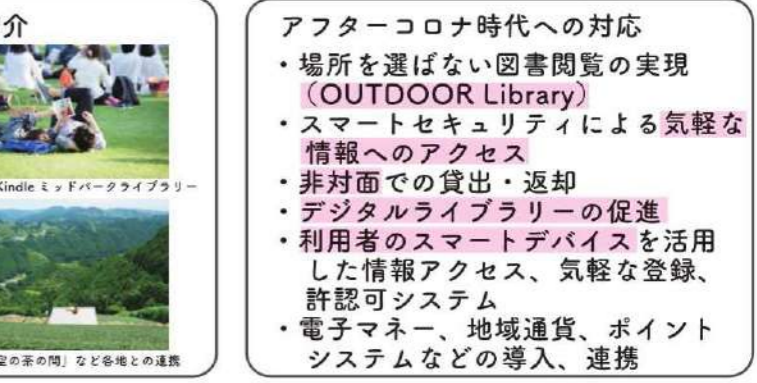 介
Kindle ミッドパークライブラリー
空の茶の間」など各地との連携
アフターコロナ時代への対応
・場所を選ばない図書閲覧の実現
（OUTDOOR Library）
・スマートセキュリティによる気軽な
情報へのアクセス
・非対面での貸出・返却
・デジタルライブラリーの促進
・利用者のスマートデバイスを活用
した情報アクセス、気軽な登録、
許認可システム
・電子マネー、地域通貨、ポイント
システムなどの導入、連携